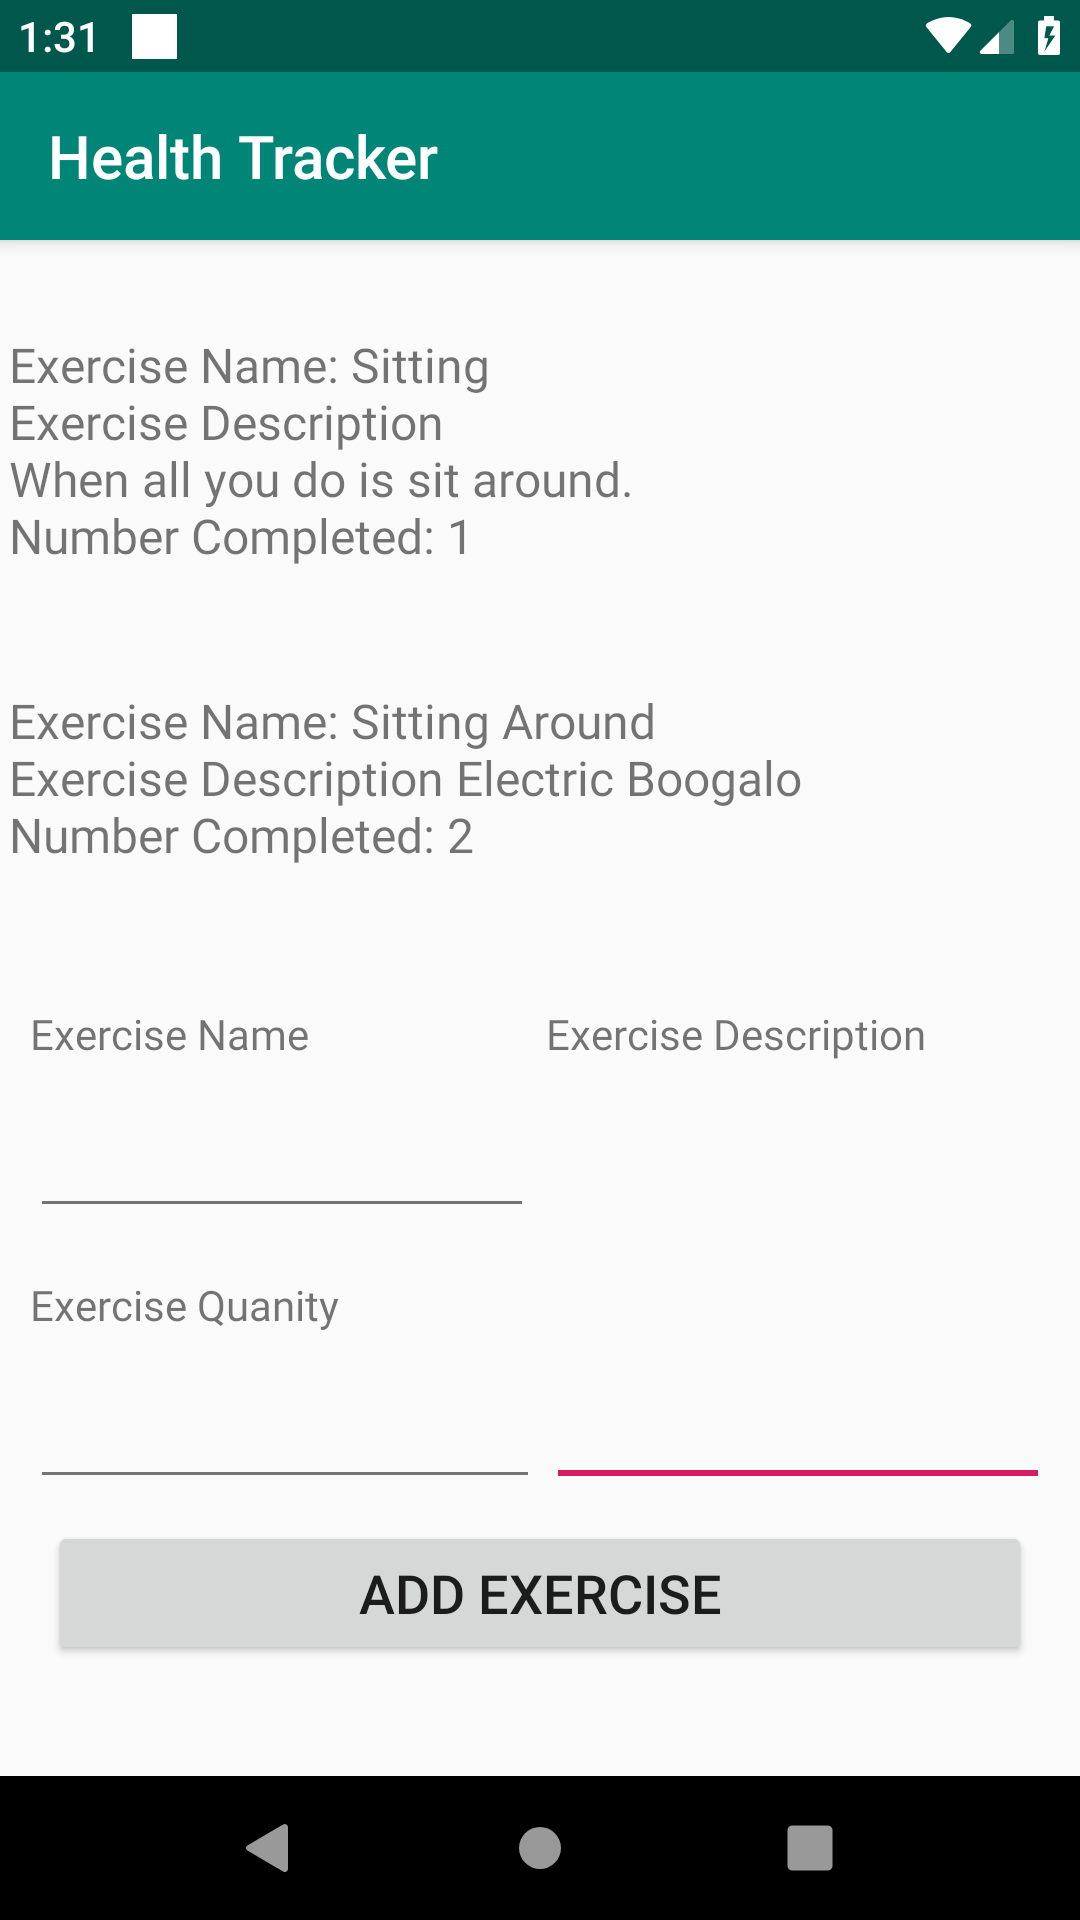 1:31
Health Tracker
Exercise Name: Sitting
Exercise Description
When all you do is sit around.
Number Completed: 1
Exercise Name: Sitting Around
Exercise Description Electric Boogalo
Number Completed: 2
Exercise Name
Exercise Description
Exercise Quanity
ADD EXERCISE